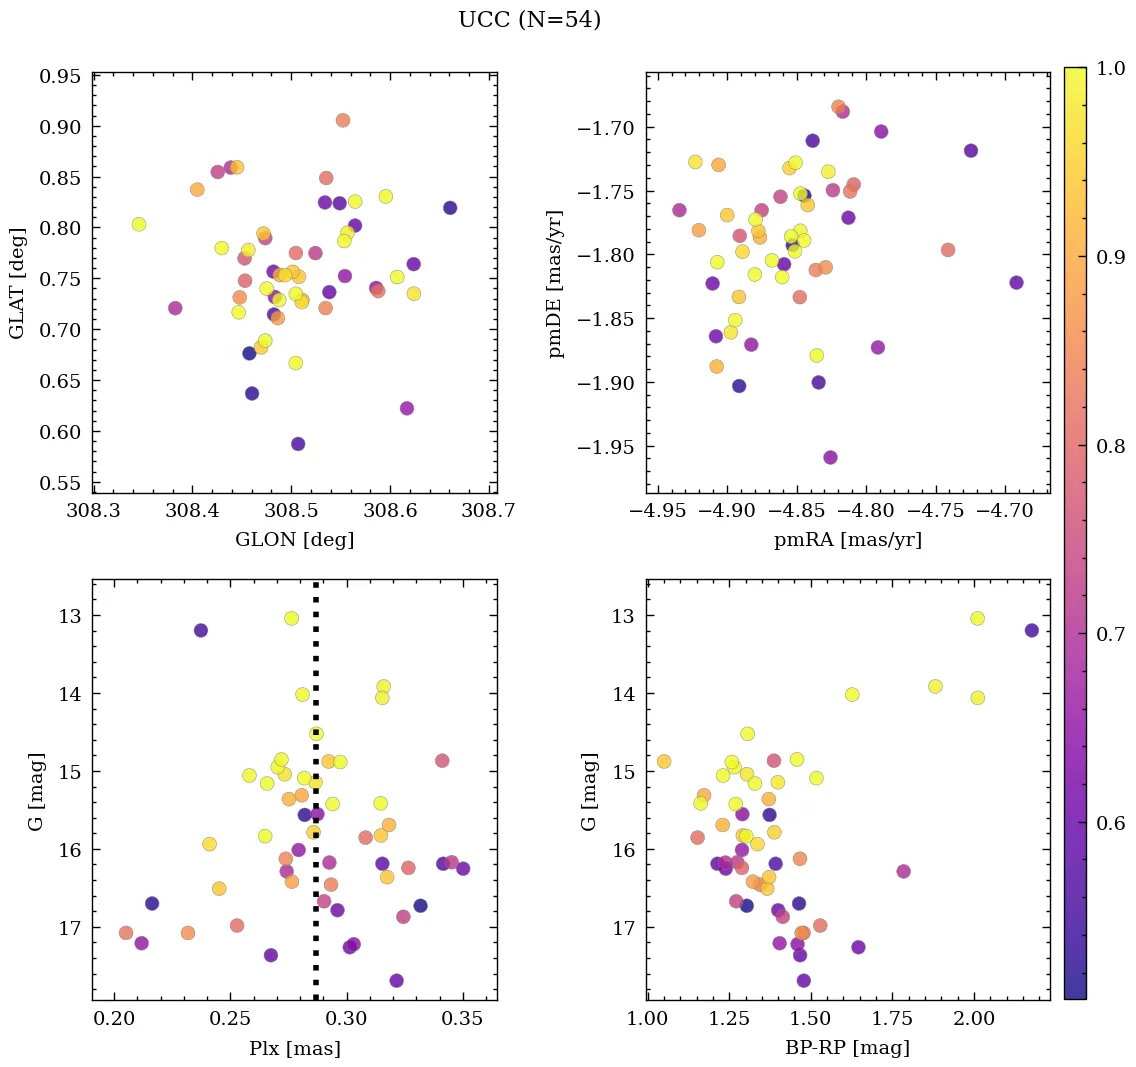 UCC (N=54)
0.95
0.90
0.85
0.80
0.75
0.70
0.65
0.60
0.55
GLAT [deg]
308.3 308.4 308.5 308.6 308.7
GLON [deg]
−1.70
−1.75
−1.80
−1.85
−1.90
−1.95
pmDE [mas/yr]
−4.95 −4.90 −4.85 −4.80 −4.75 −4.70
pmRA [mas/yr]
1.0
0.9
0.8
0.7
0.6
13
14
15
16
17
G [mag]
0.20 0.25 0.30 0.35
Plx [mas]
13
14
15
16
17
G [mag]
1.00 1.25 1.50 1.75 2.00
BP-RP [mag]